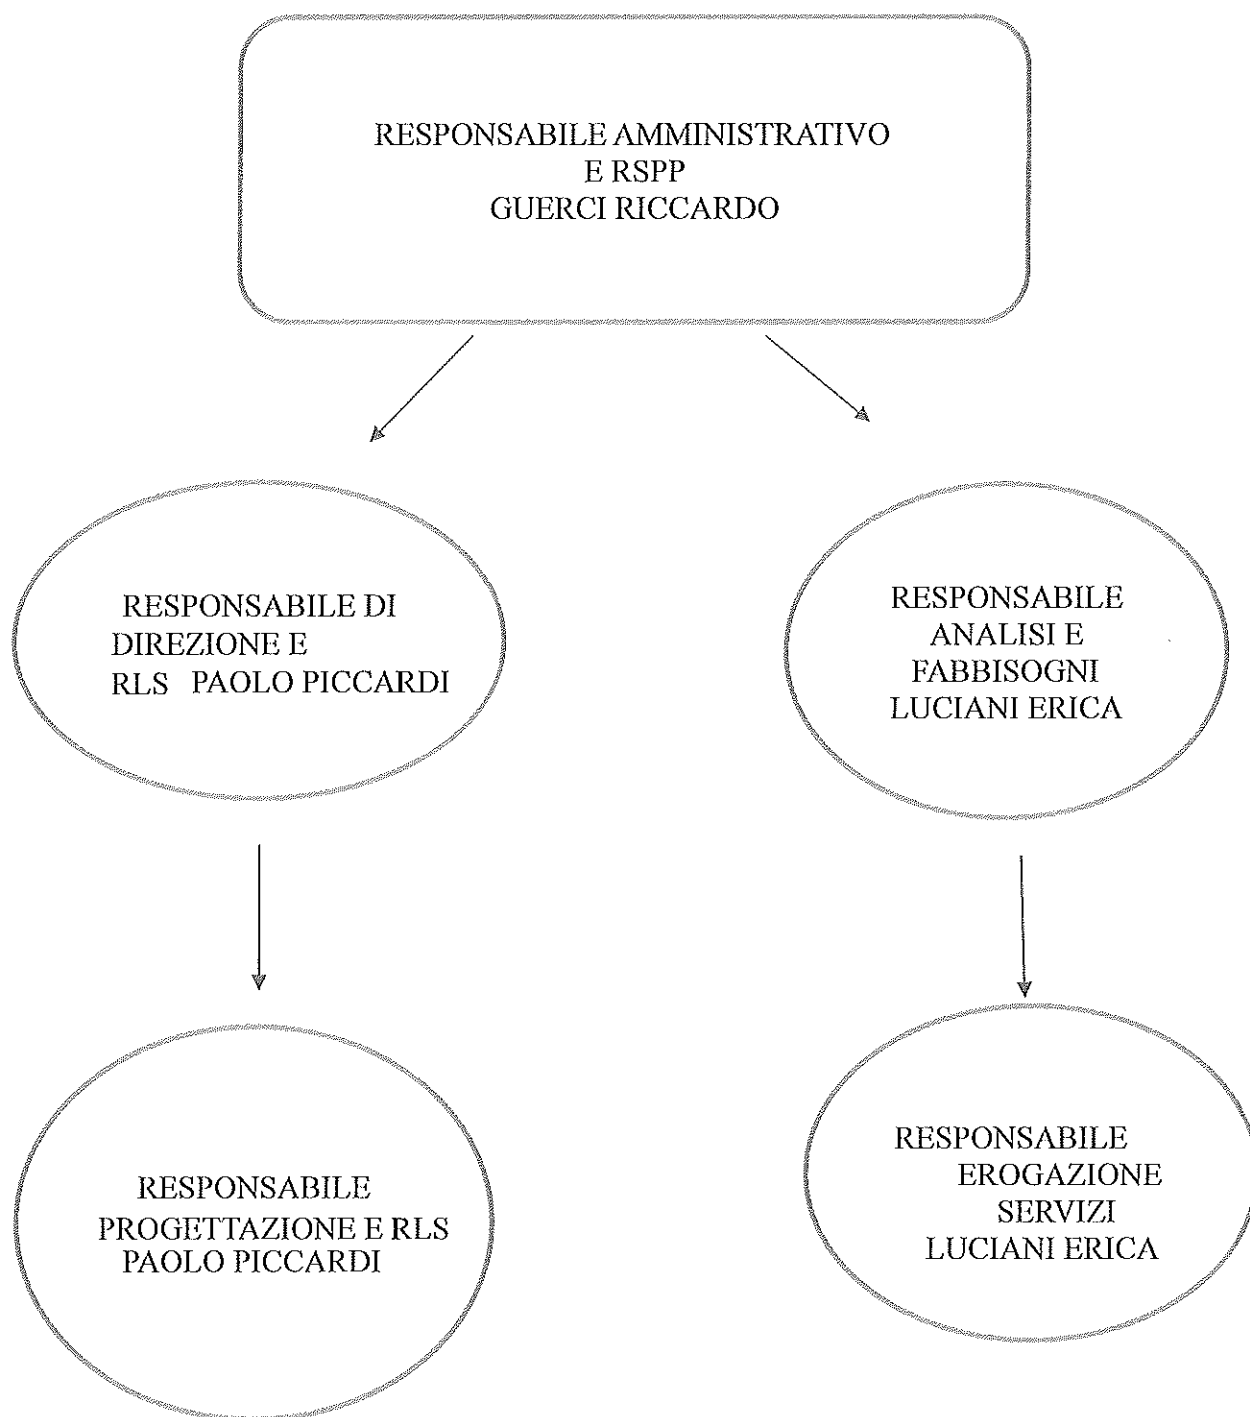 RESPONSABILE AMMINISTRATIVO
E RSPP
GUERCI RICCARDO
RESPONSABILE DI
DIREZIONE E
RLS PAOLO PICCARDI
RESPONSABILE
ANALISI E
FABBISOGNI
LUCIANI ERICA
RESPONSABILE
PROGETTAZIONE E RLS
PAOLO PICCARDI
RESPONSABILE
EROGAZIONE
SERVIZI
LUCIANI ERICA